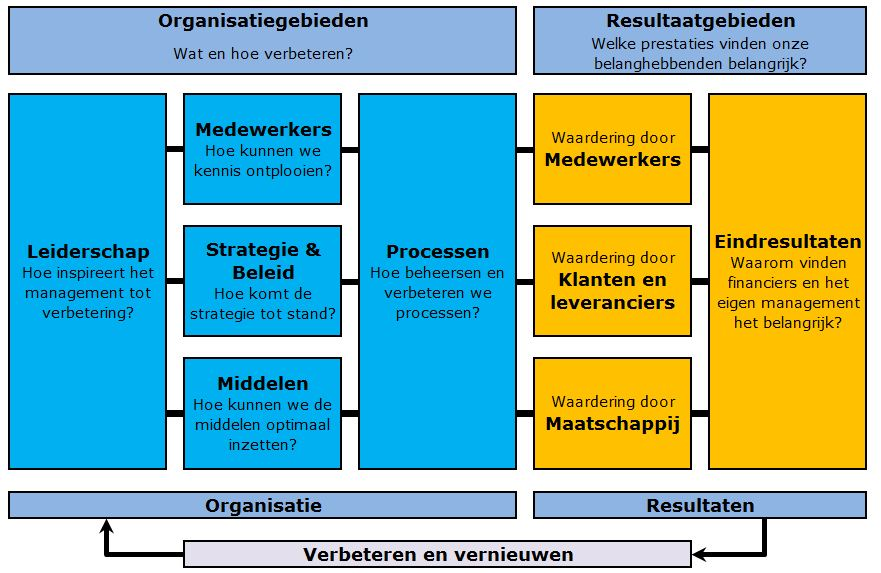 Organisatiegebieden
Wat en hoe verbeteren?
Resultaatgebieden
Welke prestaties vinden onze
belanghebbenden belangrijk?
Leiderschap
Hoe inspireert het
management tot
verbetering?
Medewerkers
Hoe kunnen we
kennis ontplooien?
Strategie &
Beleid
Hoe komt de
strategie tot stand?
Middelen
Hoe kunnen we de
middelen optimaal
inzetten?
Processen
Hoe beheersen en
verbeteren we
processen?
Waardering door
Medewerkers
Waardering door
Klanten en
leveranciers
Waardering door
Maatschappij
Eindresultaten
Waarom vinden
financiers en het
eigen management
het belangrijk?
Organisatie
Resultaten
Verbeteren en vernieuwen